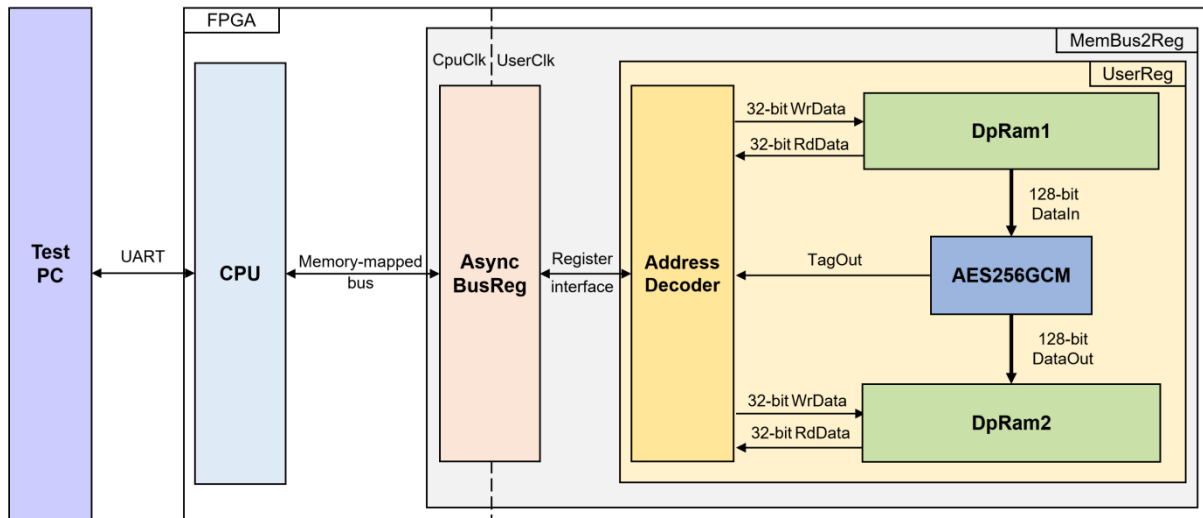 FPGA
MemBus2Reg
CpuClk
UserClk
UserReg
32-bit WrData
DpRam1
32-bit RdData
128-bit
DataIn
Test
PC
UART
CPU
Memory-mapped
bus
Async
BusReg
Register
interface
Address
Decoder
TagOut
AES256GCM
128-bit
DataOut
32-bit WrData
DpRam2
32-bit RdData